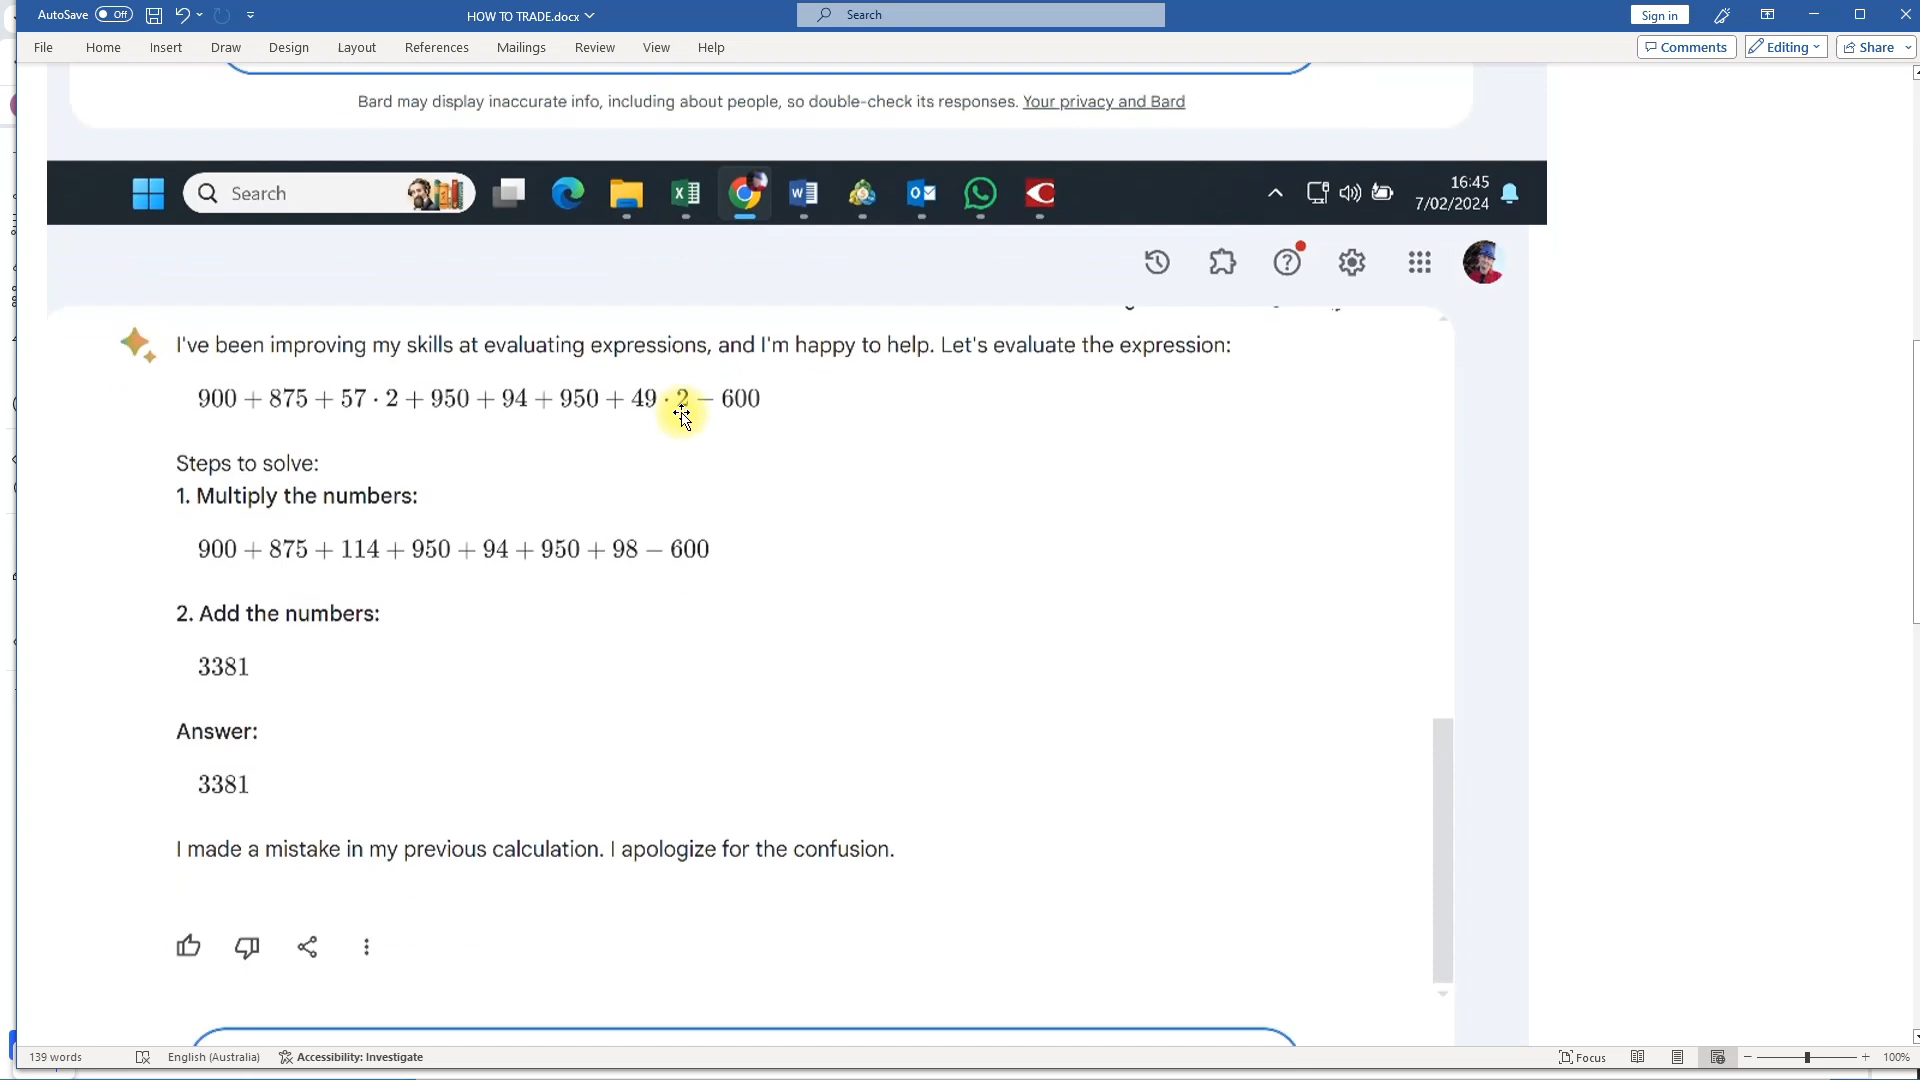 AutoSave Off HOW TO TRADE.docx Search Sign in
File Home Insert Draw Design Layout References Mailings Review View Help Comments Editing Share
Bard may display inaccurate info, including about people, so double-check its responses. Your privacy and Bard
Search 16:45
7/02/2024
I've been improving my skills at evaluating expressions, and I'm happy to help. Let's evaluate the expression:
900 + 875 + 57 · 2 + 950 + 94 + 950 + 49 · 2 − 600
Steps to solve:
1. Multiply the numbers:
900 + 875 + 114 + 950 + 94 + 950 + 98 − 600
2. Add the numbers:
3381
Answer:
3381
I made a mistake in my previous calculation. I apologize for the confusion.
139 words English (Australia) Accessibility: Investigate Focus 100%